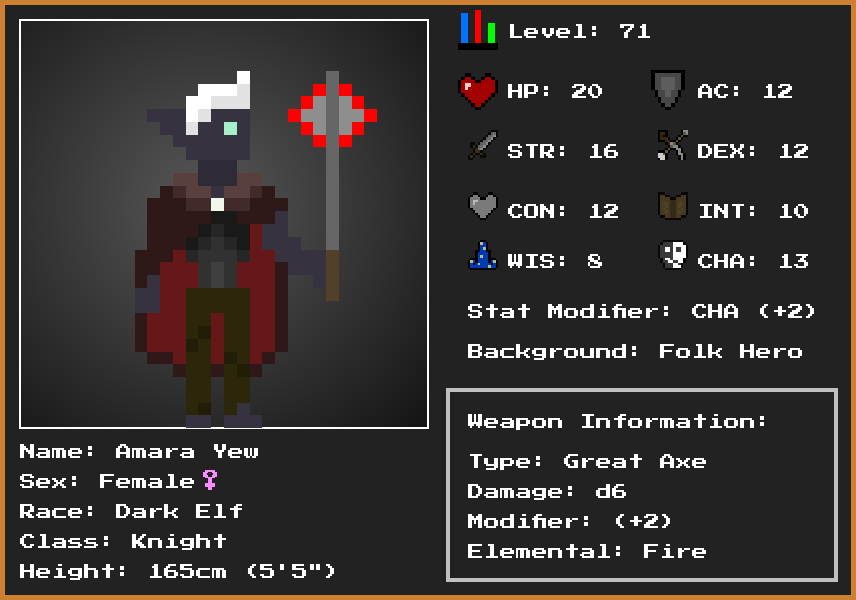 Level: 71
HP: 20
AC: 12
STR: 16
DEX: 12
CON: 12
INT: 10
WIS: 8
CHA: 13
Stat Modifier: CHA (+2)
Background: Folk Hero
Weapon Information:
Type: Great Axe
Damage: d6
Modifier: (+2)
Elemental: Fire
Name: Amara Yew
Sex: Female♀
Race: Dark Elf
Class: Knight
Height: 165cm (5'5")